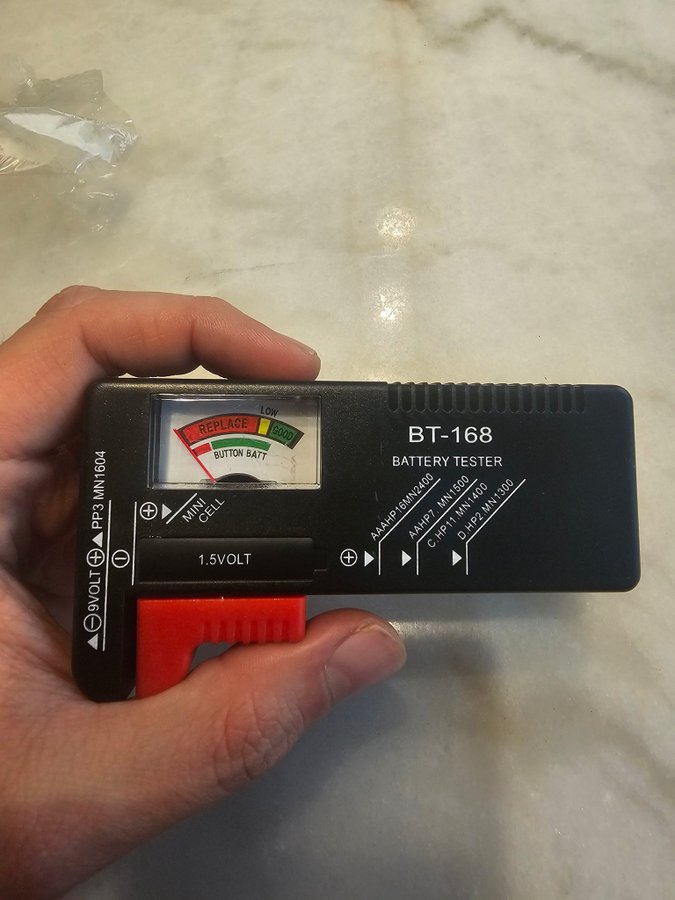 LOW
REPLACE
GOOD
BUTTON BATT
BT-168
BATTERY TESTER
⊕ MINI
CELL
AAAHP16MN2400
AAHP7. MN1500
C.HP11.MN1400
D.HP2.MN1300
⊕
⊖ 1.5VOLT
⊖ 9VOLT ⊕ PP3 MN1604